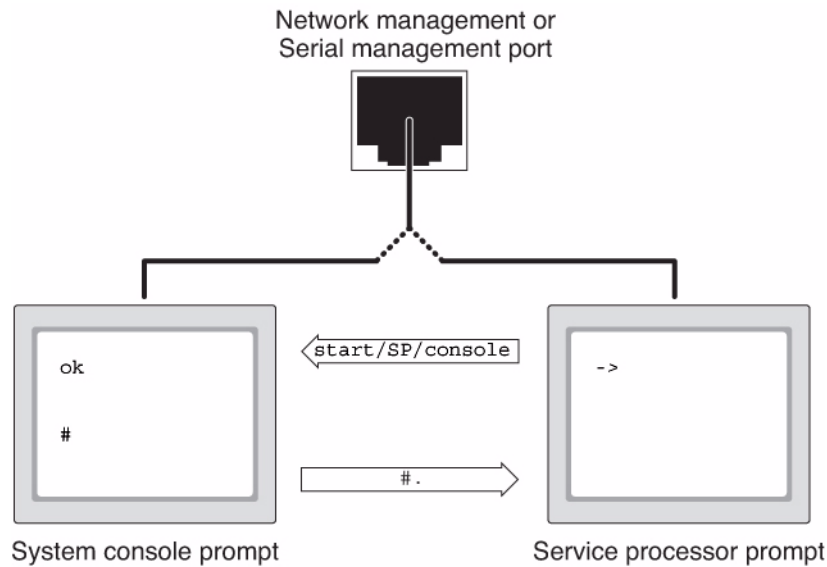 Network management or
Serial management port
start/SP/console
ok
->
#
#.
System console prompt
Service processor prompt